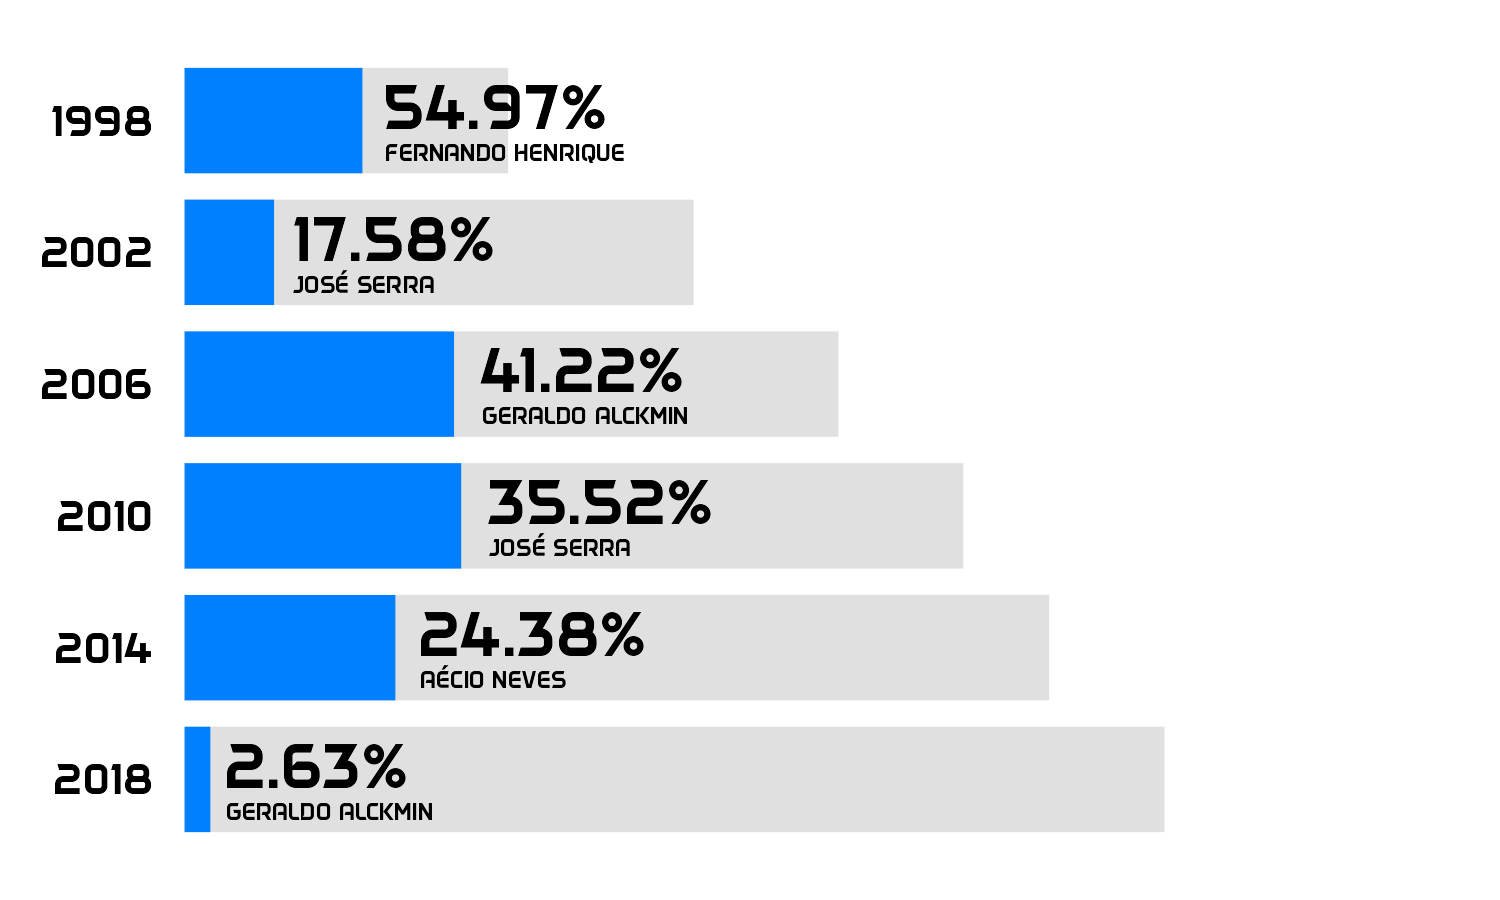 1998
54.97%
FERNANDO HENRIQUE
2002
17.58%
JOSÉ SERRA
2006
41.22%
GERALDO ALCKMIN
2010
35.52%
JOSÉ SERRA
2014
24.38%
AÉCIO NEVES
2018
2.63%
GERALDO ALCKMIN